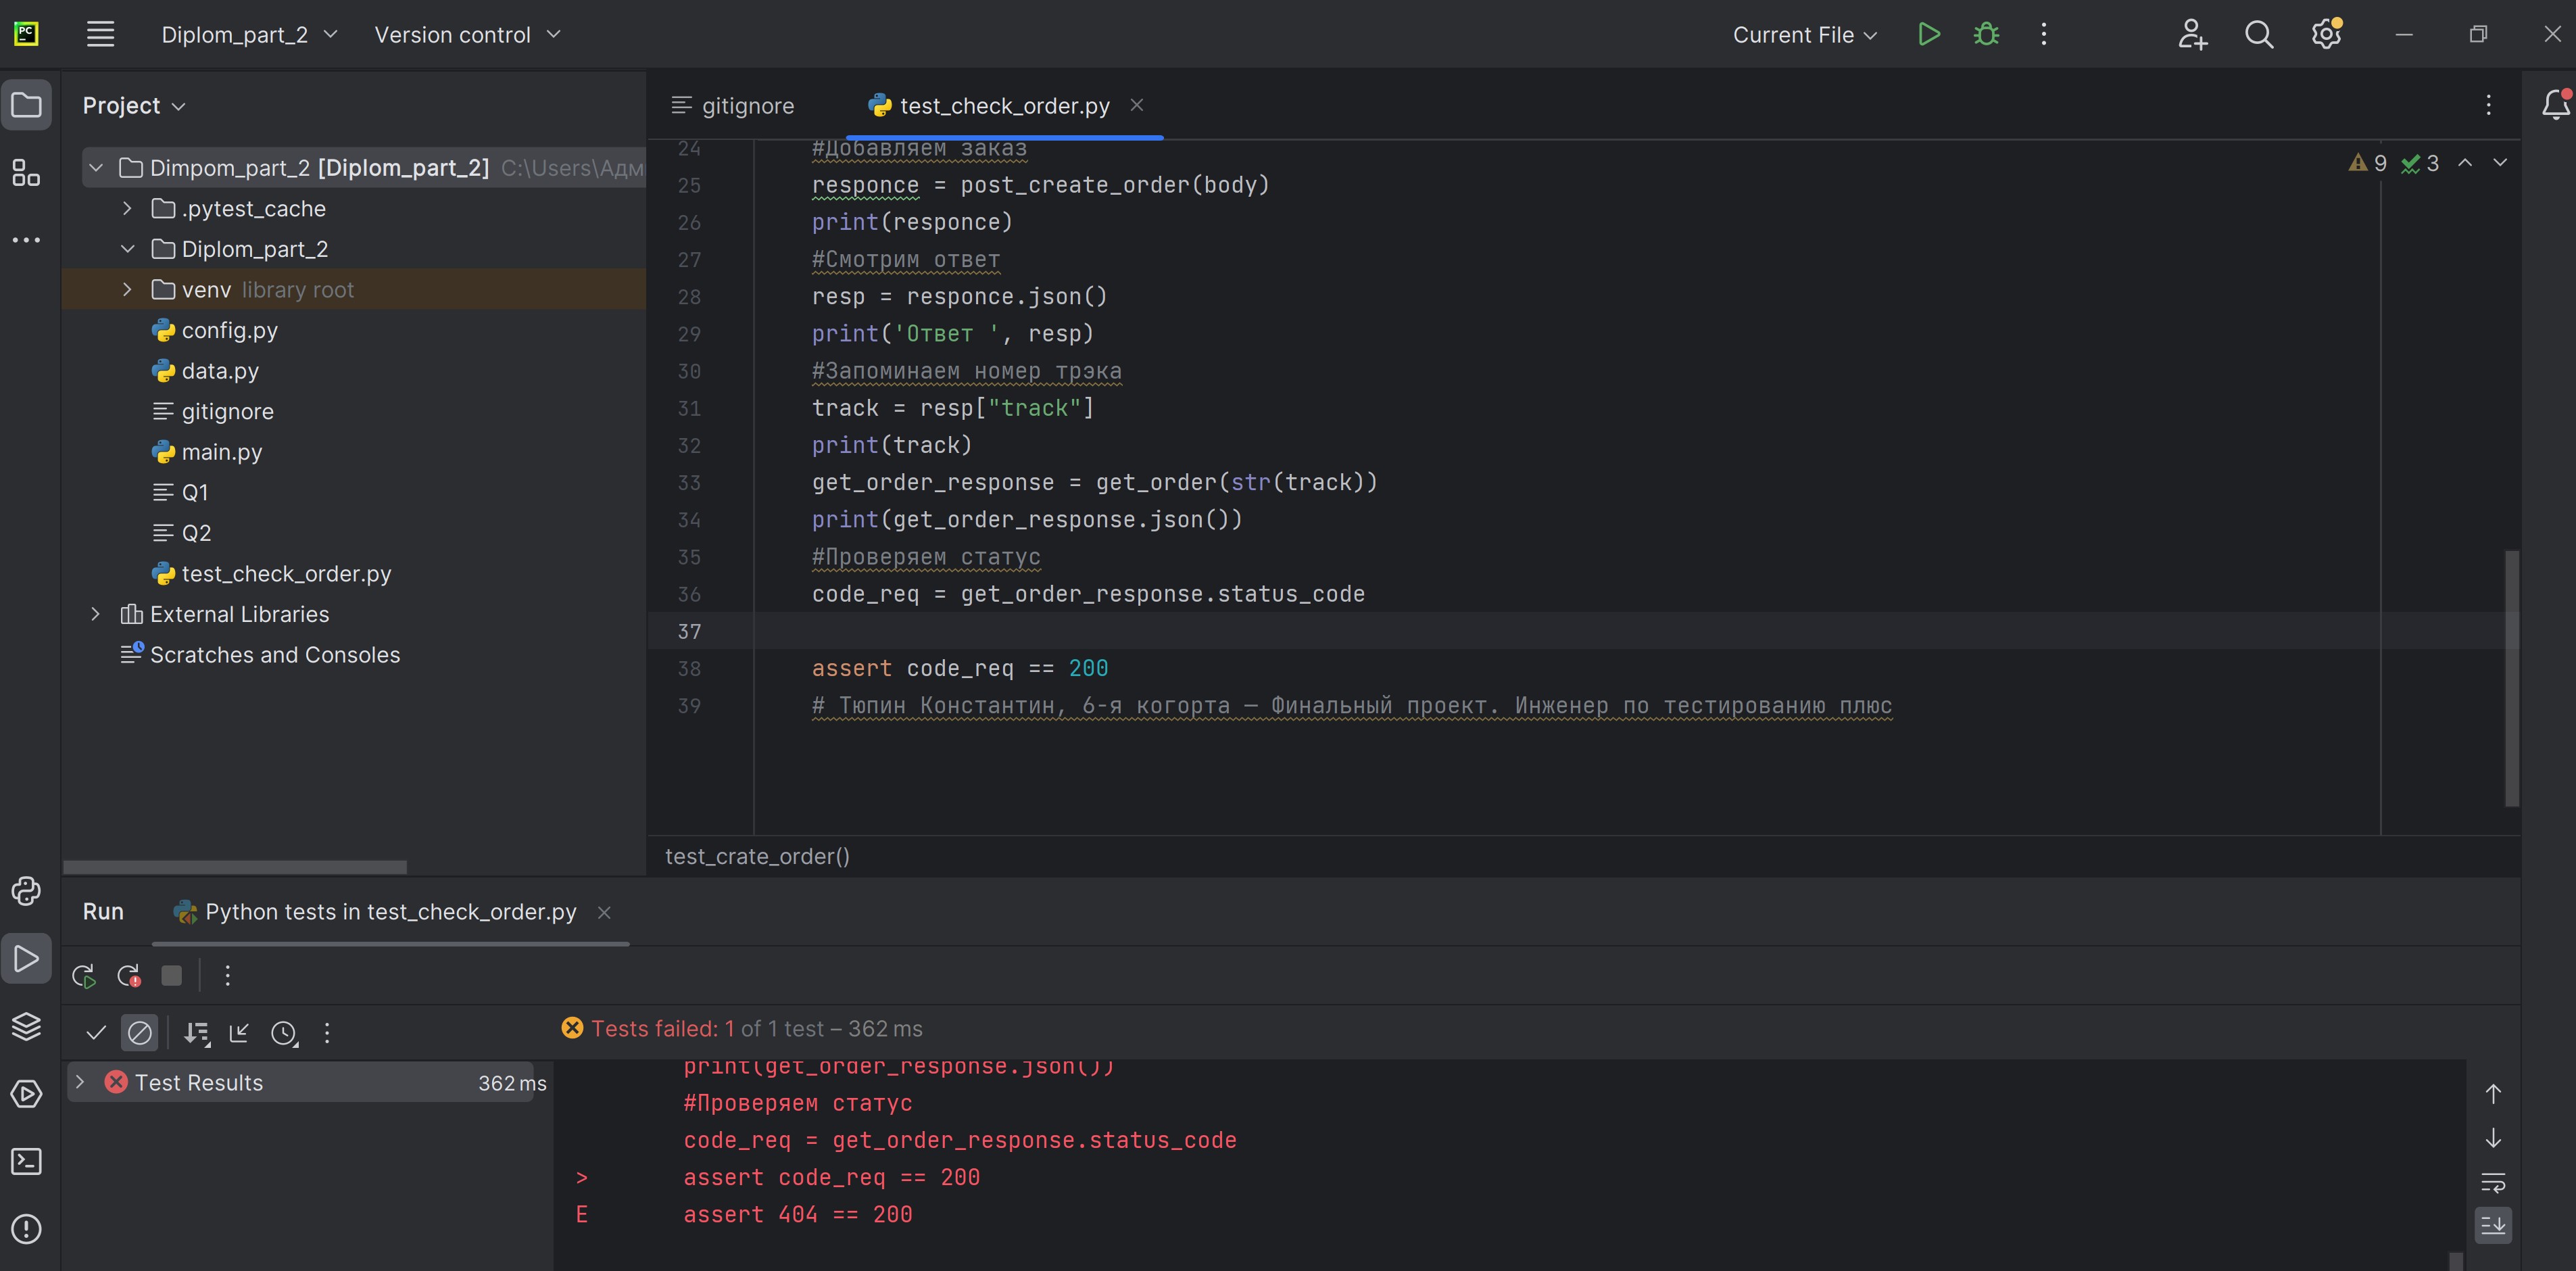 PC
Diplom_part_2
Version control
Current File
Project
gitignore
test_check_order.py
Dimpom_part_2 [Diplom_part_2] C:\Users\Адми
.pytest_cache
Diplom_part_2
venv library root
config.py
data.py
gitignore
main.py
Q1
Q2
test_check_order.py
External Libraries
Scratches and Consoles
9 3
24 #Добавляем заказ
25 responce = post_create_order(body)
26 print(responce)
27 #Смотрим ответ
28 resp = responce.json()
29 print('Ответ ', resp)
30 #Запоминаем номер трэка
31 track = resp["track"]
32 print(track)
33 get_order_response = get_order(str(track))
34 print(get_order_response.json())
35 #Проверяем статус
36 code_req = get_order_response.status_code
37
38 assert code_req == 200
39 # Тюпин Константин, 6-я когорта — Финальный проект. Инженер по тестированию плюс
test_crate_order()
Run
Python tests in test_check_order.py
Tests failed: 1 of 1 test – 362 ms
Test Results 362 ms
print(get_order_response.json())
#Проверяем статус
code_req = get_order_response.status_code
> assert code_req == 200
E assert 404 == 200